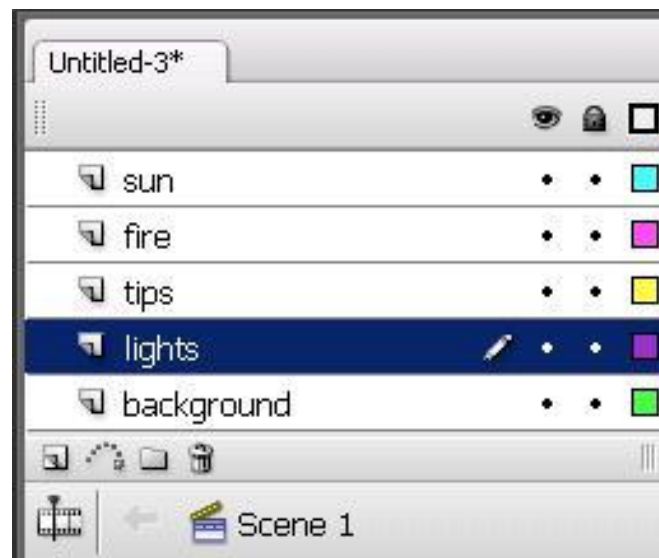 Untitled-3*
sun
fire
tips
lights
background
Scene 1